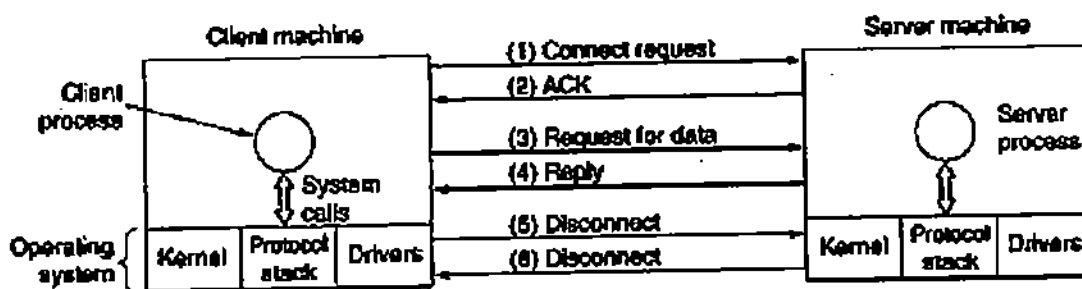 Client machine
Server machine
(1) Connect request
(2) ACK
Client
process
(3) Request for data
Server
process
(4) Reply
System
calls
(5) Disconnect
Operating
system
Kernel
Protocol
stack
Drivers
(6) Disconnect
Kernel
Protocol
stack
Drivers